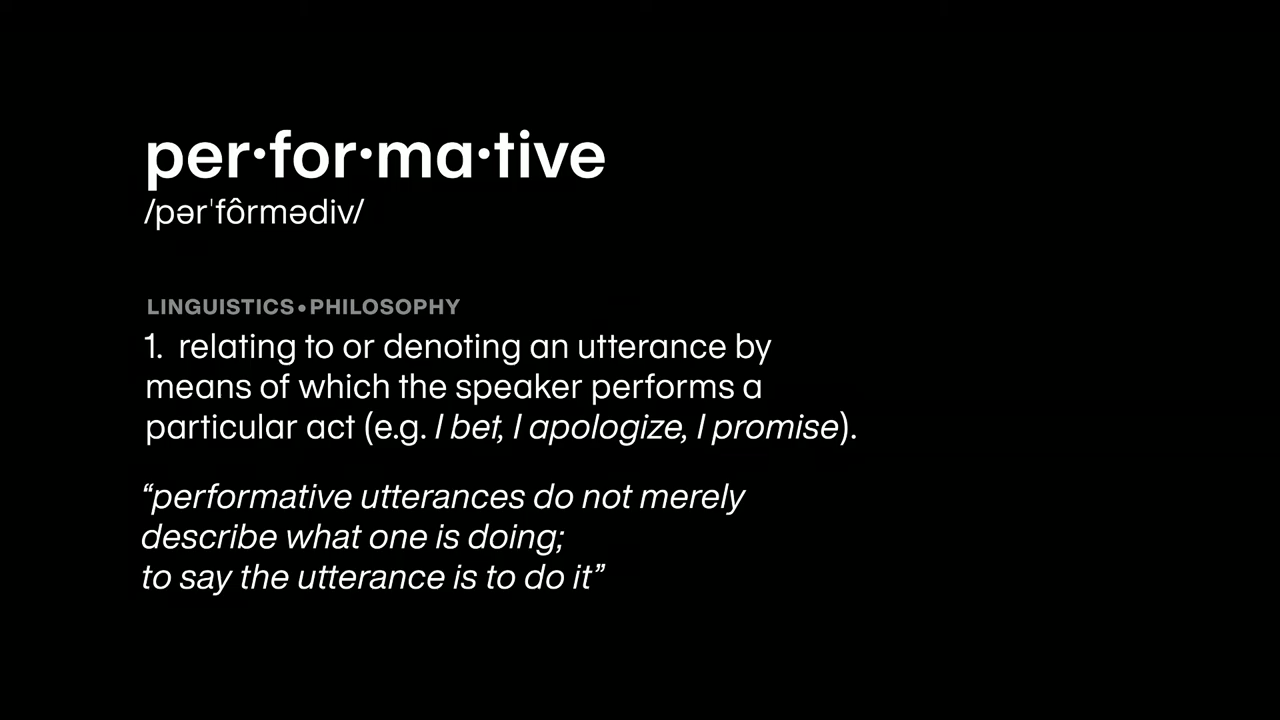 per·for·ma·tive
/pərˈfôrmədiv/
LINGUISTICS•PHILOSOPHY
1. relating to or denoting an utterance by
means of which the speaker performs a
particular act (e.g. I bet, I apologize, I promise).
“performative utterances do not merely
describe what one is doing;
to say the utterance is to do it”